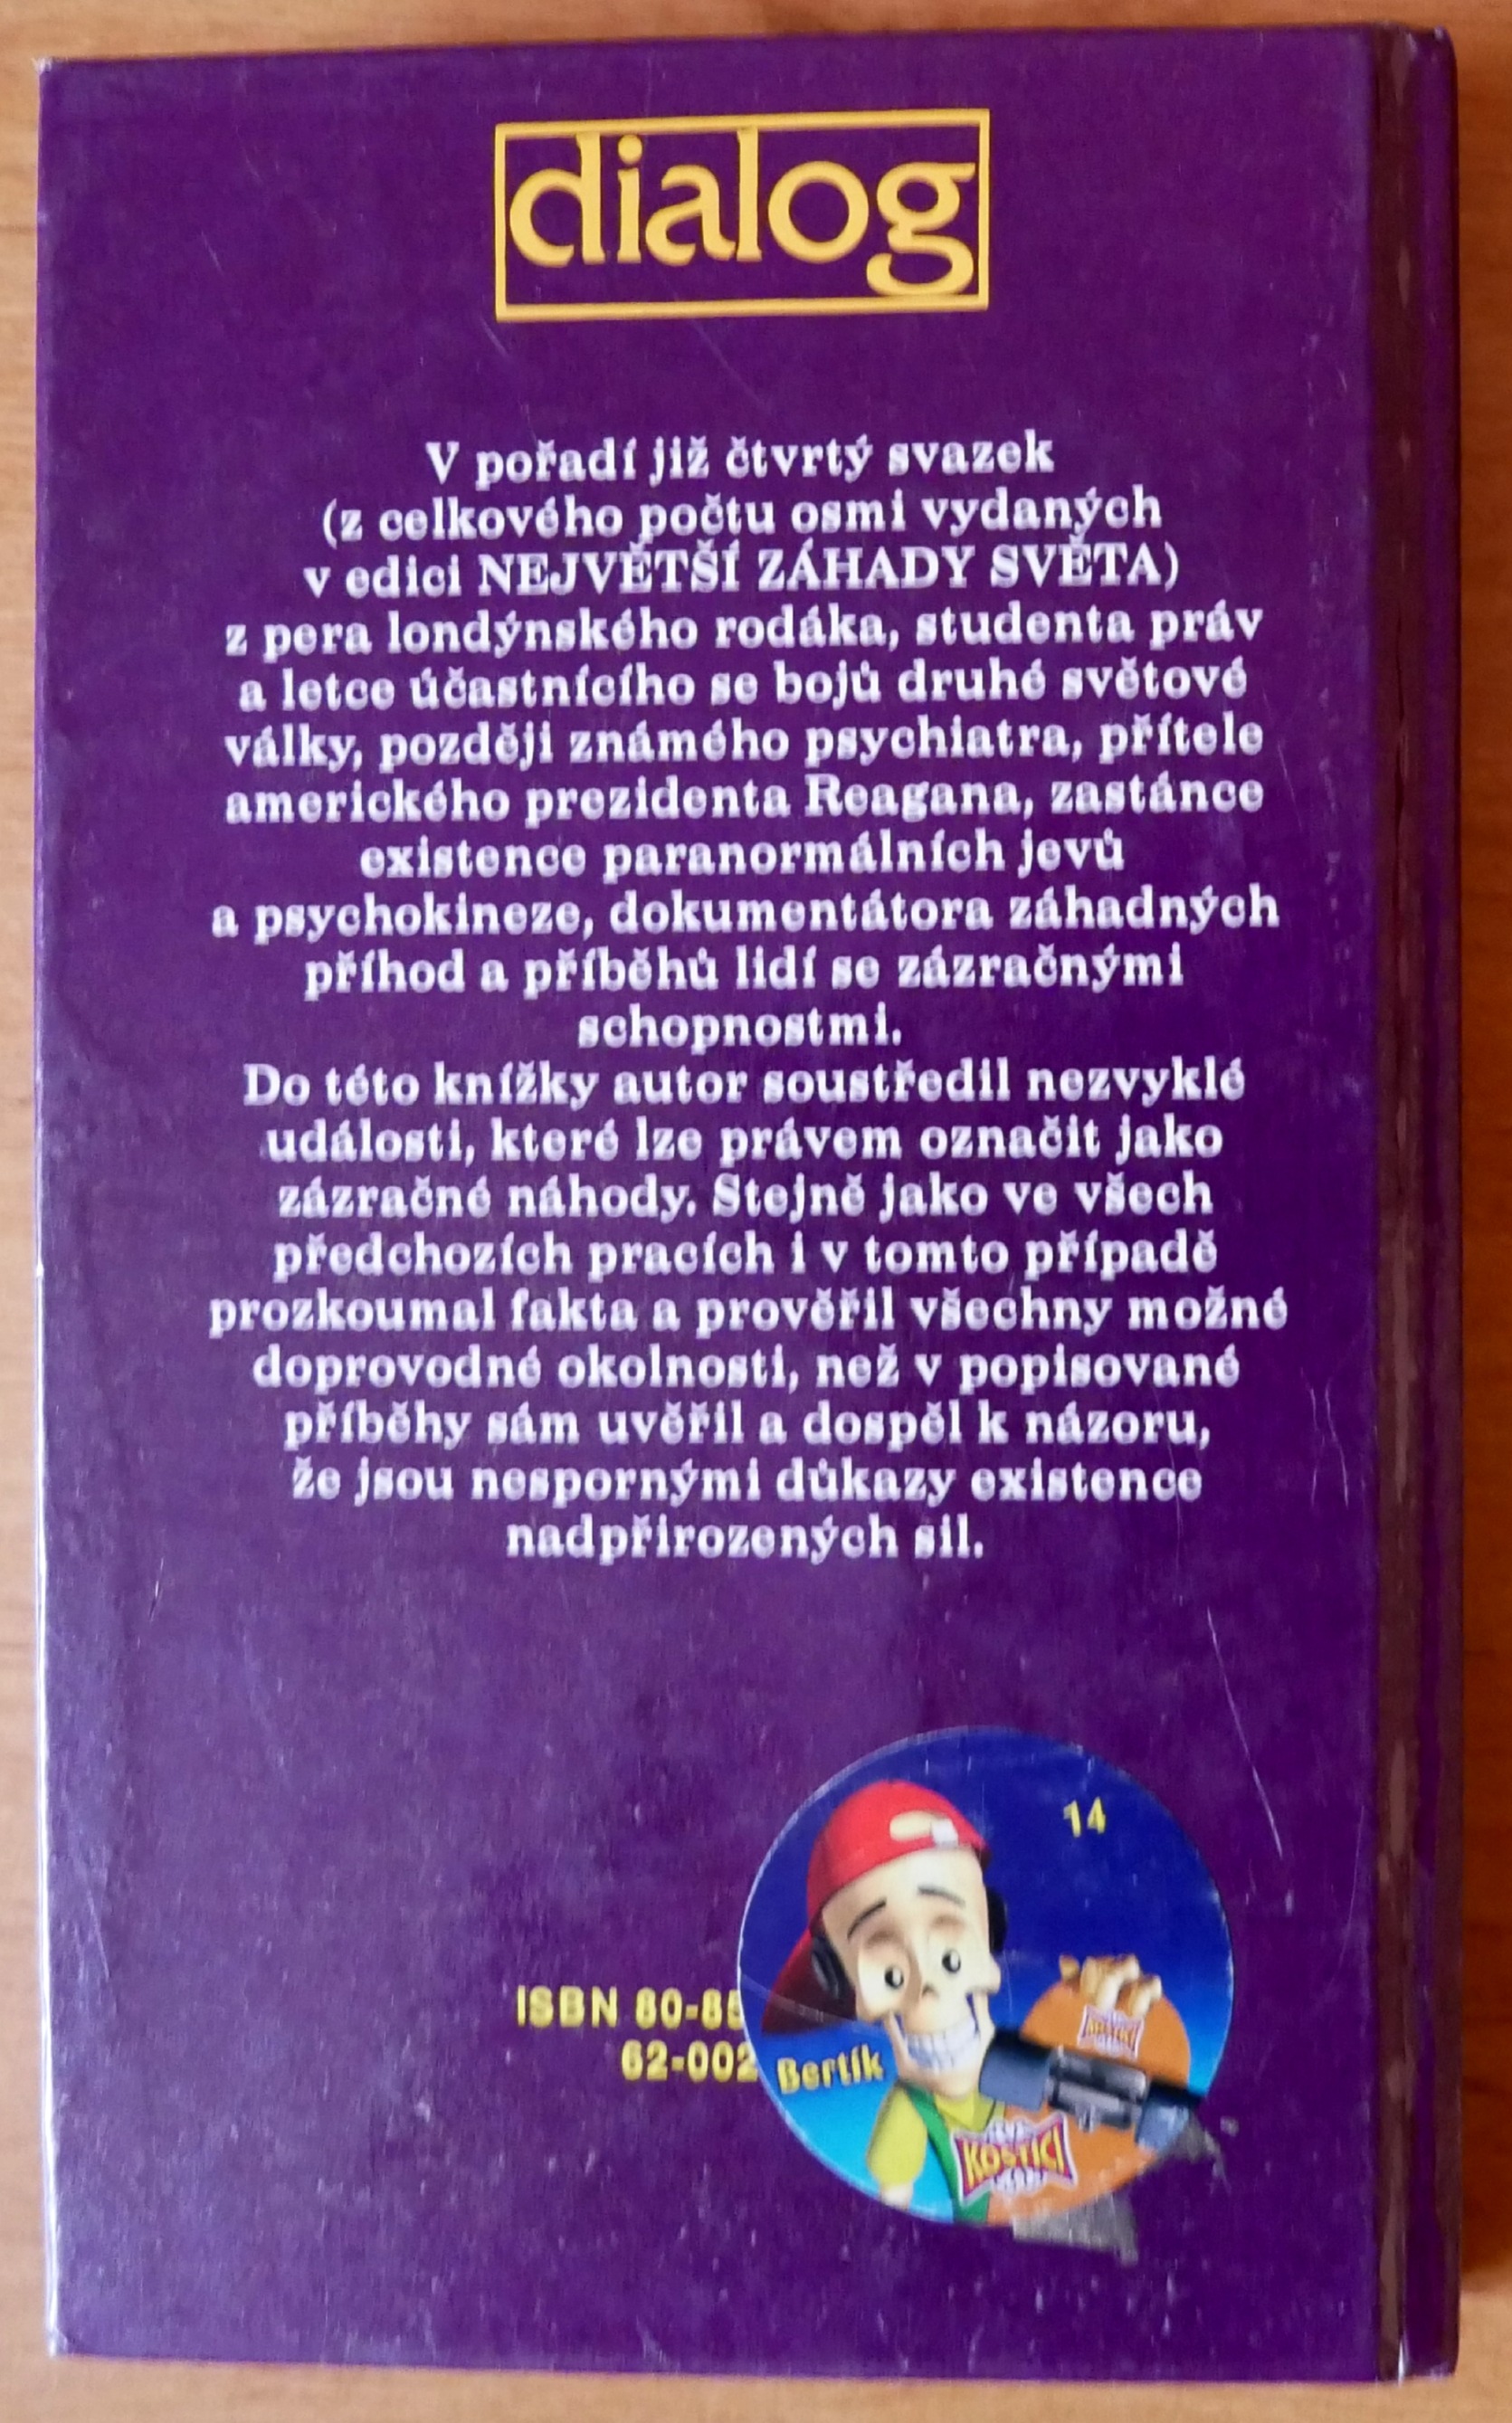 dialog
V pořadí již čtvrtý svazek
(z celkového počtu osmi vydaných
v edici NEJVĚTŠÍ ZÁHADY SVĚTA)
z pera londýnského rodáka, studenta práv
a letce účastnícího se bojů druhé světové
války, později známého psychiatra, přítele
amerického prezidenta Reagana, zastánce
existence paranormálních jevů
a psychokineze, dokumentátora záhadných
příhod a příběhů lidí se zázračnými
schopnostmi.
Do této knížky autor soustředil nezvyklé
události, které lze právem označit jako
zázračné náhody. Stejně jako ve všech
předchozích pracích i v tomto případě
prozkoumal fakta a prověřil všechny možné
doprovodné okolnosti, než v popisované
příběhy sám uvěřil a dospěl k názoru,
že jsou nespornými důkazy existence
nadpřirozených sil.
14
ISBN 80-85
62-002
Bertík
KOSTÍCI